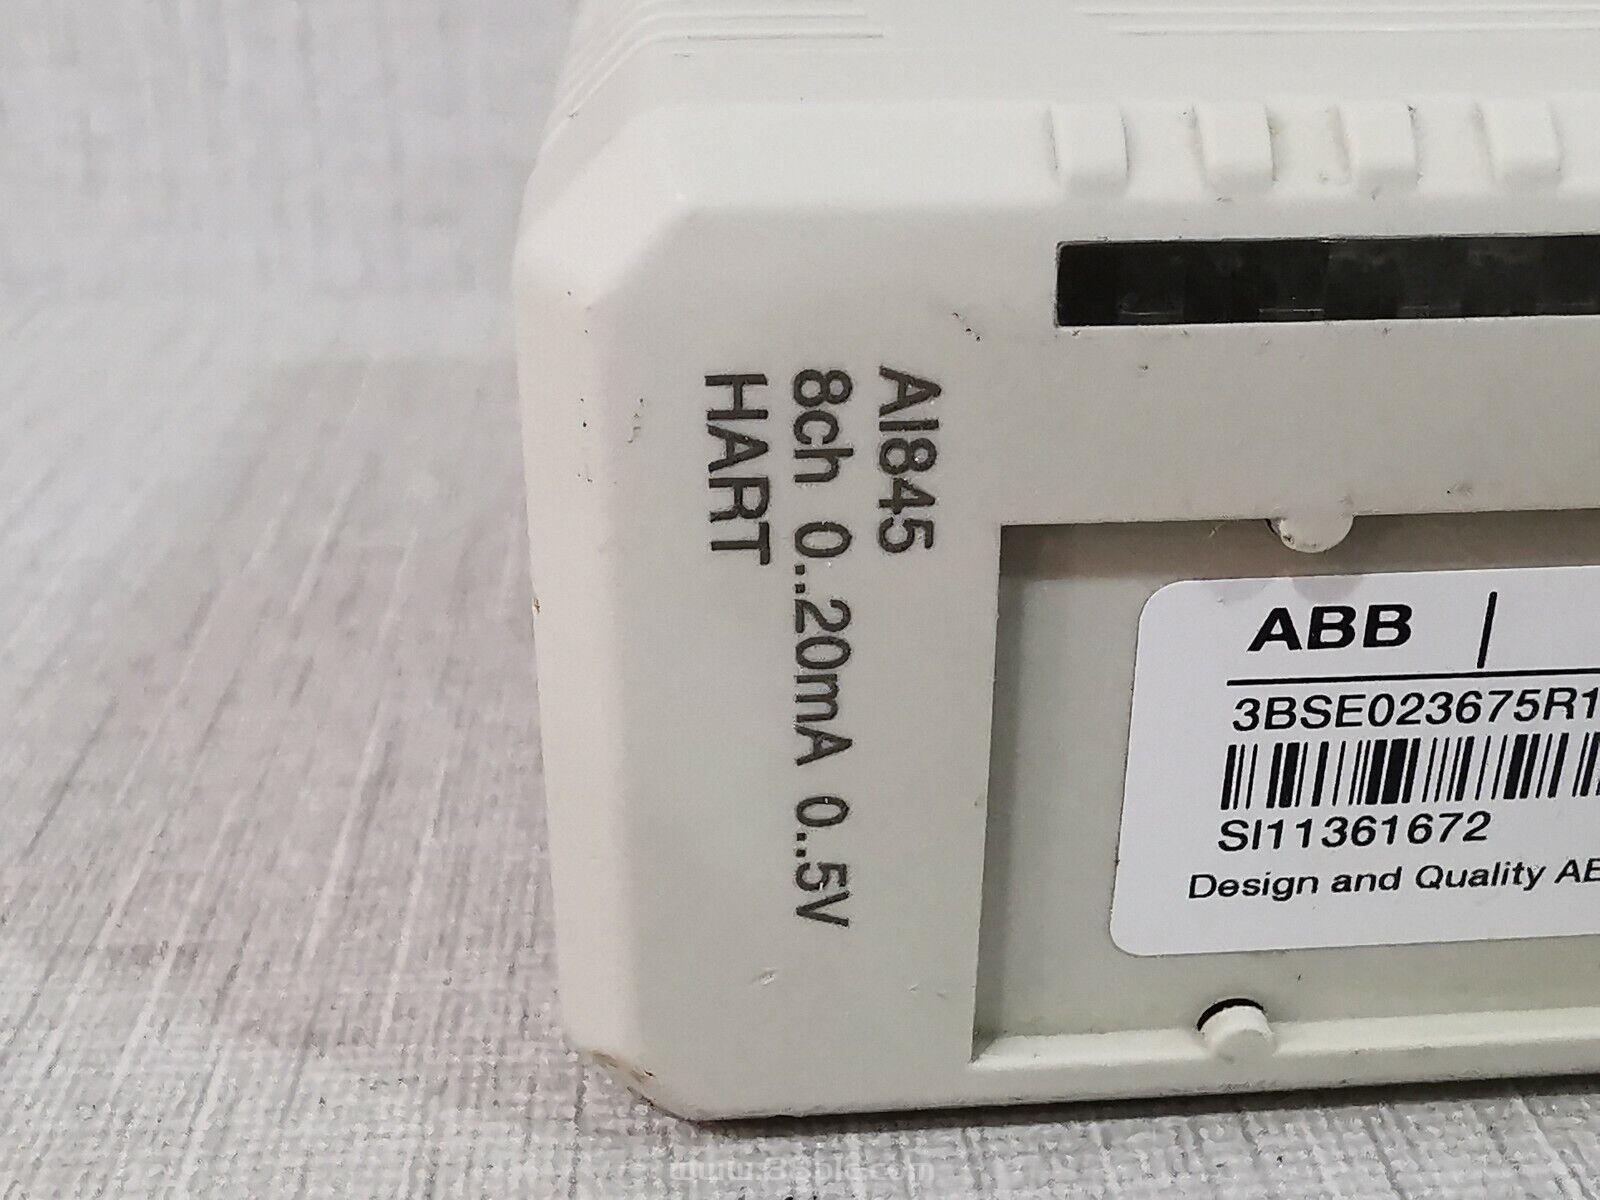 AI845
8ch 0..20mA 0..5V
HART
ABB |
3BSE023675R1
SI11361672
Design and Quality AB